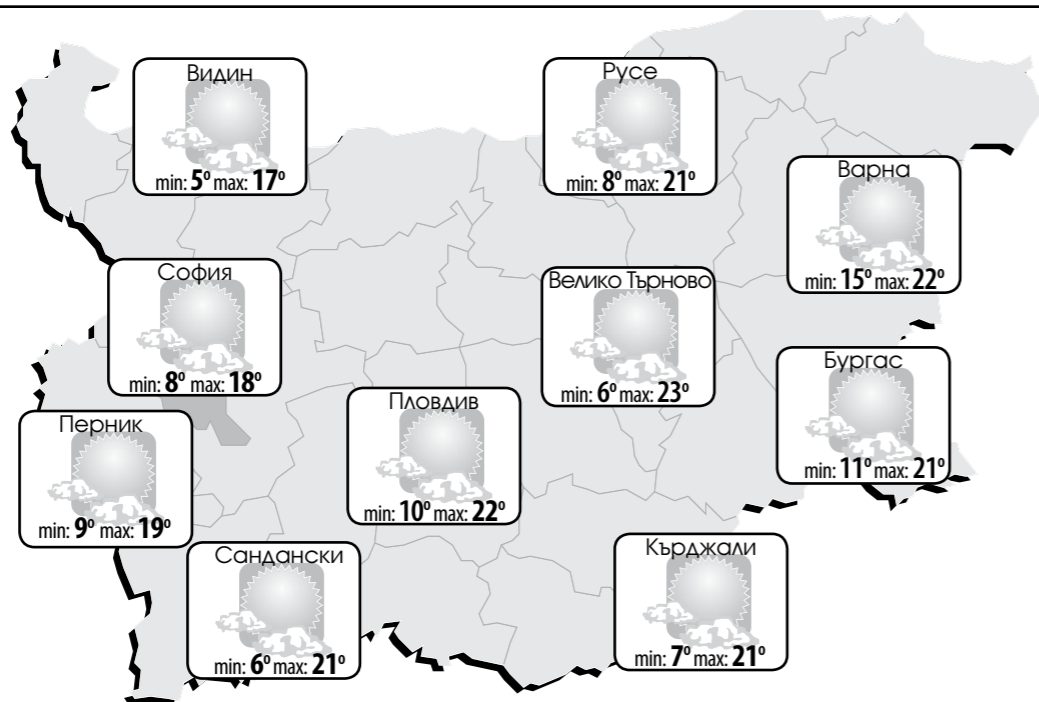 Видин
min: 5° max: 17°
Русе
min: 8° max: 21°
Варна
min: 15° max: 22°
София
min: 8° max: 18°
Велико Търново
min: 6° max: 23°
Бургас
min: 11° max: 21°
Пловдив
min: 10° max: 22°
Перник
min: 9° max: 19°
Сандански
min: 6° max: 21°
Кърджали
min: 7° max: 21°